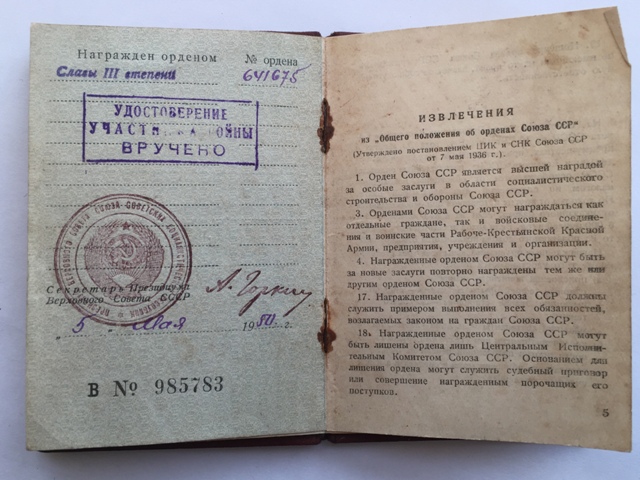 Награжден орденом № ордена
Славы III степени 641675
УДОСТОВЕРЕНИЕ
УЧАСТН КА ВОЙНЫ
ВРУЧЕНО
Секретарь Президиума
Верховного Совета СССР
А. Горкин
5 мая 19 г.
В № 985783
ИЗВЛЕЧЕНИЯ
из „Общего положения об орденах Союза ССР“
(Утверждено постановлением ЦИК и СНК Союза ССР
от 7 мая 1936 г.).
1. Орден Союза ССР является высшей наградой
за особые заслуги в области социалистического
строительства и обороны Союза ССР.
3. Орденами Союза ССР могут награждаться как
отдельные граждане, так и войсковые соедине-
ния и воинские части Рабоче-Крестьянской Красной
Армии, предприятия, учреждения и организации.
4. Награжденные орденом Союза ССР могут быть
за новые заслуги повторно награждены тем же или
другим орденом Союза ССР.
17. Награжденные орденом Союза ССР должны
служить примером выполнения всех обязанностей,
возлагаемых законом на граждан Союза ССР.
18. Награжденные орденом Союза ССР могут
быть лишены ордена лишь Центральным Исполни-
тельным Комитетом Союза ССР. Основанием для
лишения ордена могут служить судебный приговор
или совершение награжденным порочащих его
поступков.
5